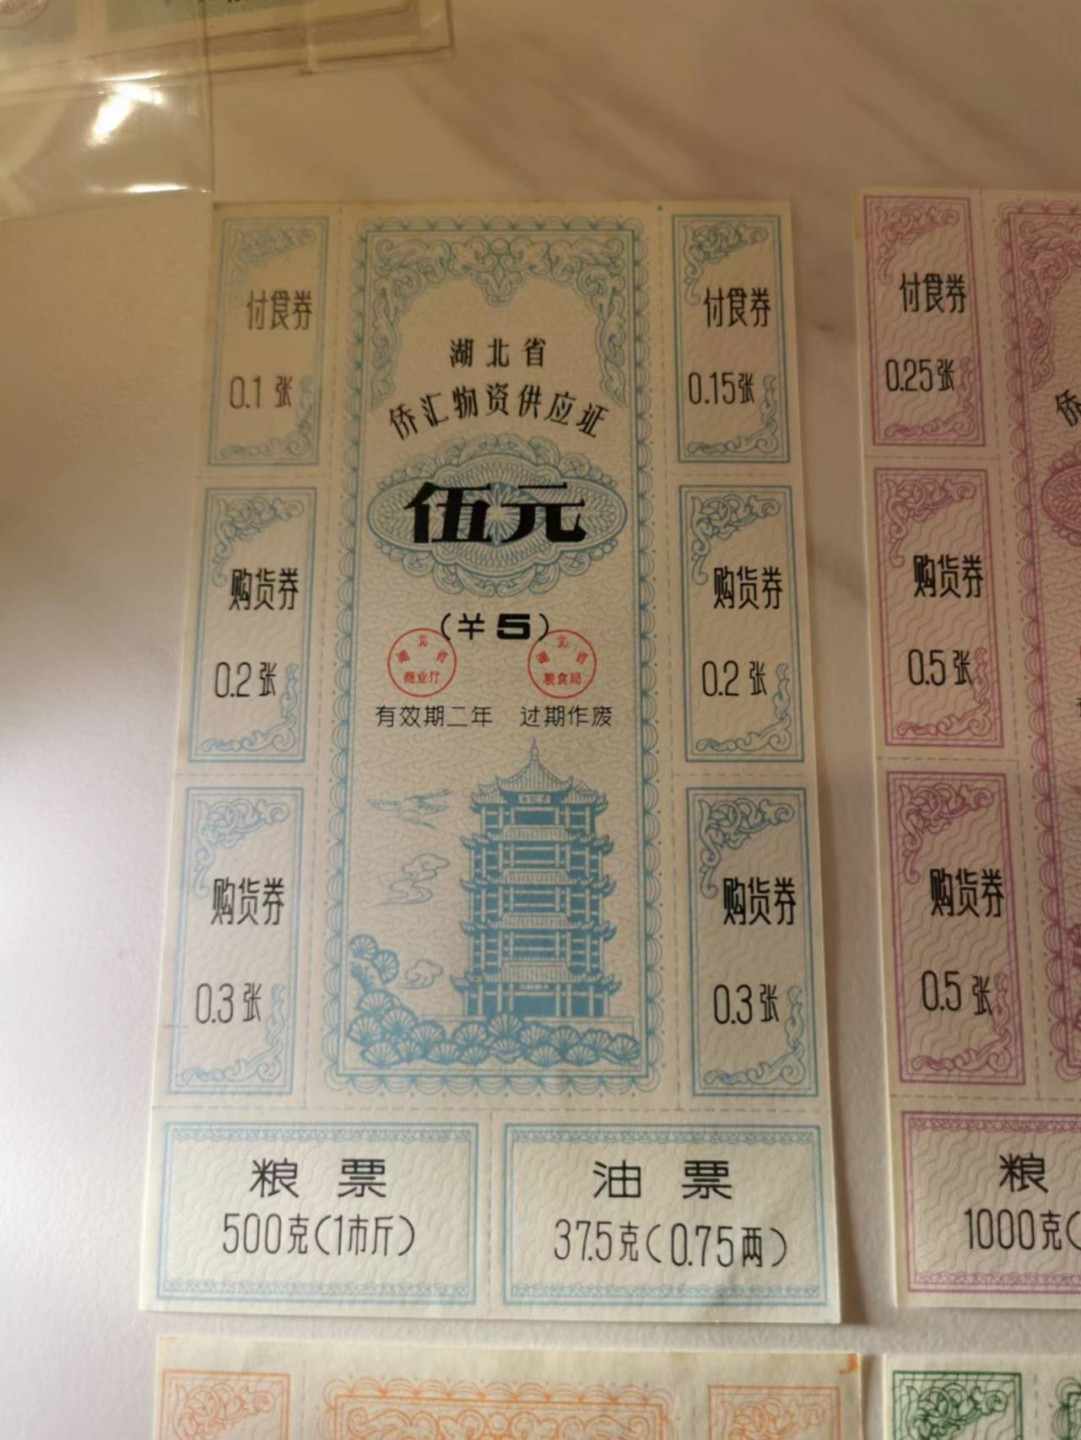 付食券
0.1张
湖北省
侨汇物资供应证
伍元
(羊5)
湖北省
商业厅
湖北省
粮食局
有效期二年 过期作废
付食券
0.15张
购货券
0.2张
购货券
0.2张
购货券
0.3张
购货券
0.3张
粮票
500克(1市斤)
油票
37.5克(0.75两)
付食券
0.25张
侨
购货券
0.5张
购货券
0.5张
粮
1000克(